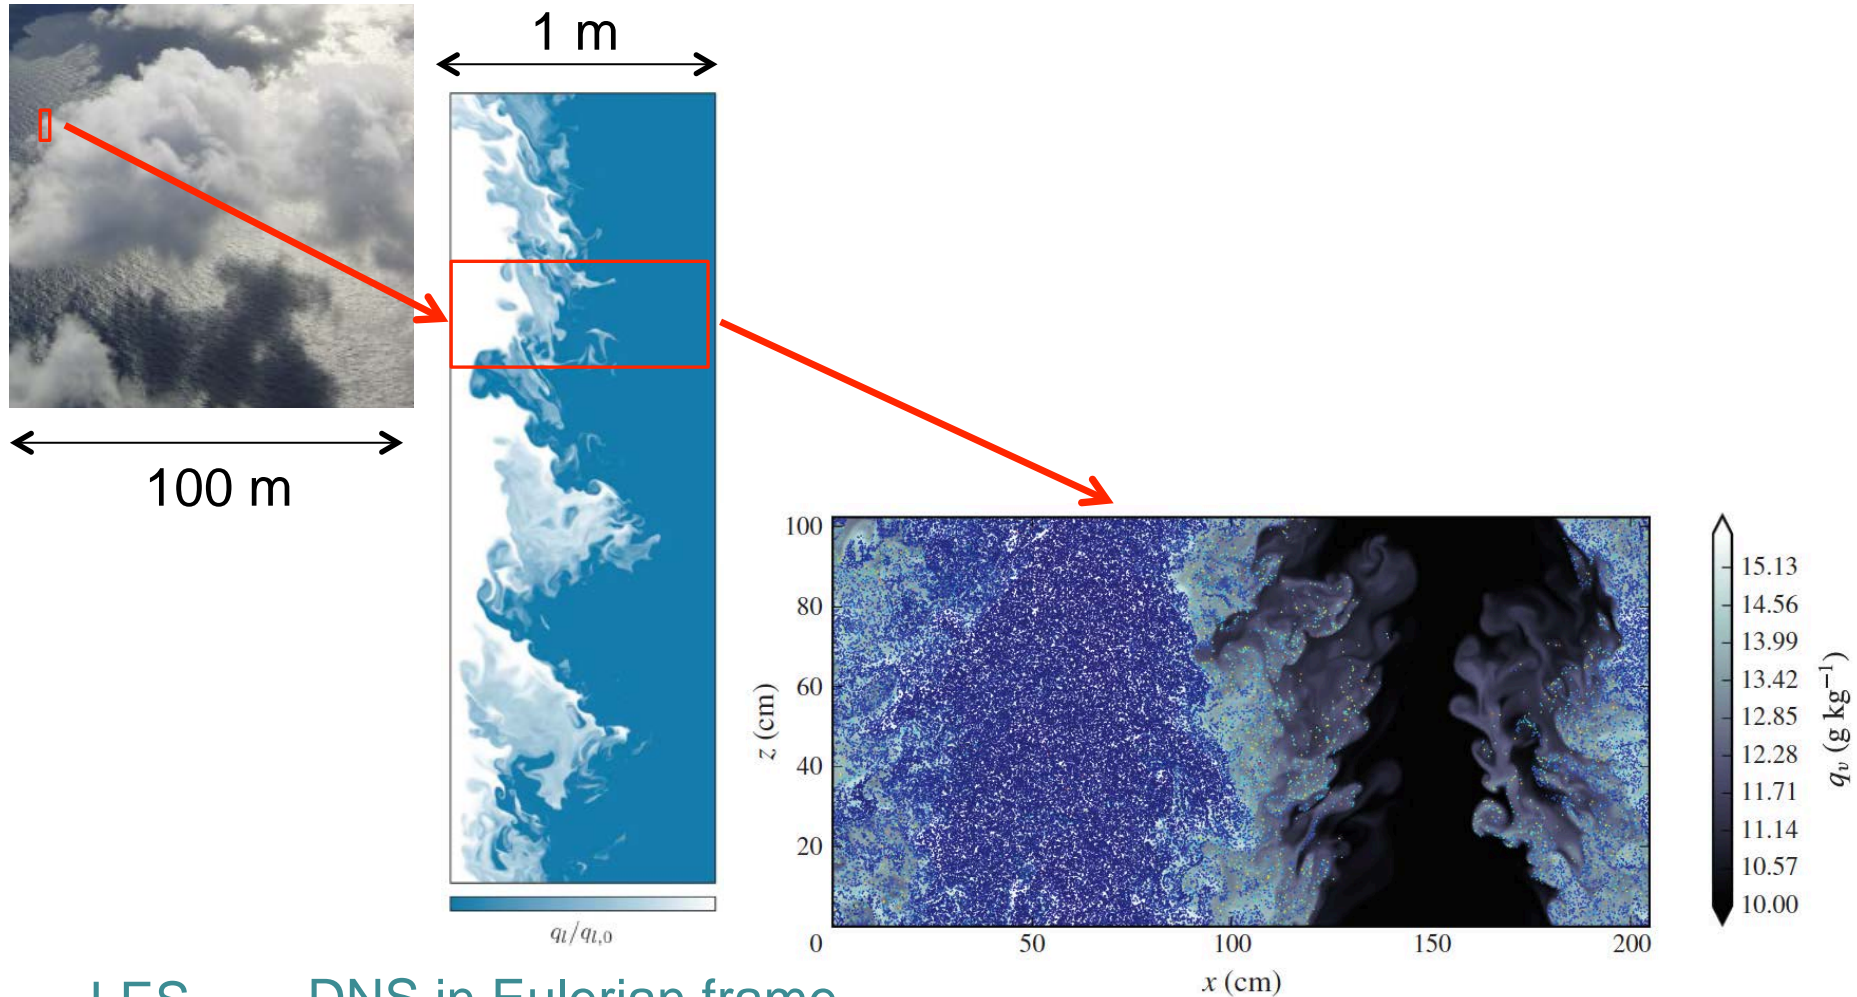 1 m
100 m
q_l/q_{l,0}
100
80
60
40
20
0
z (cm)
50
100
150
200
x (cm)
15.13
14.56
13.99
13.42
12.85
12.28
11.71
11.14
10.57
10.00
q_v (g kg⁻¹)
LES
DNS in Eulerian frame